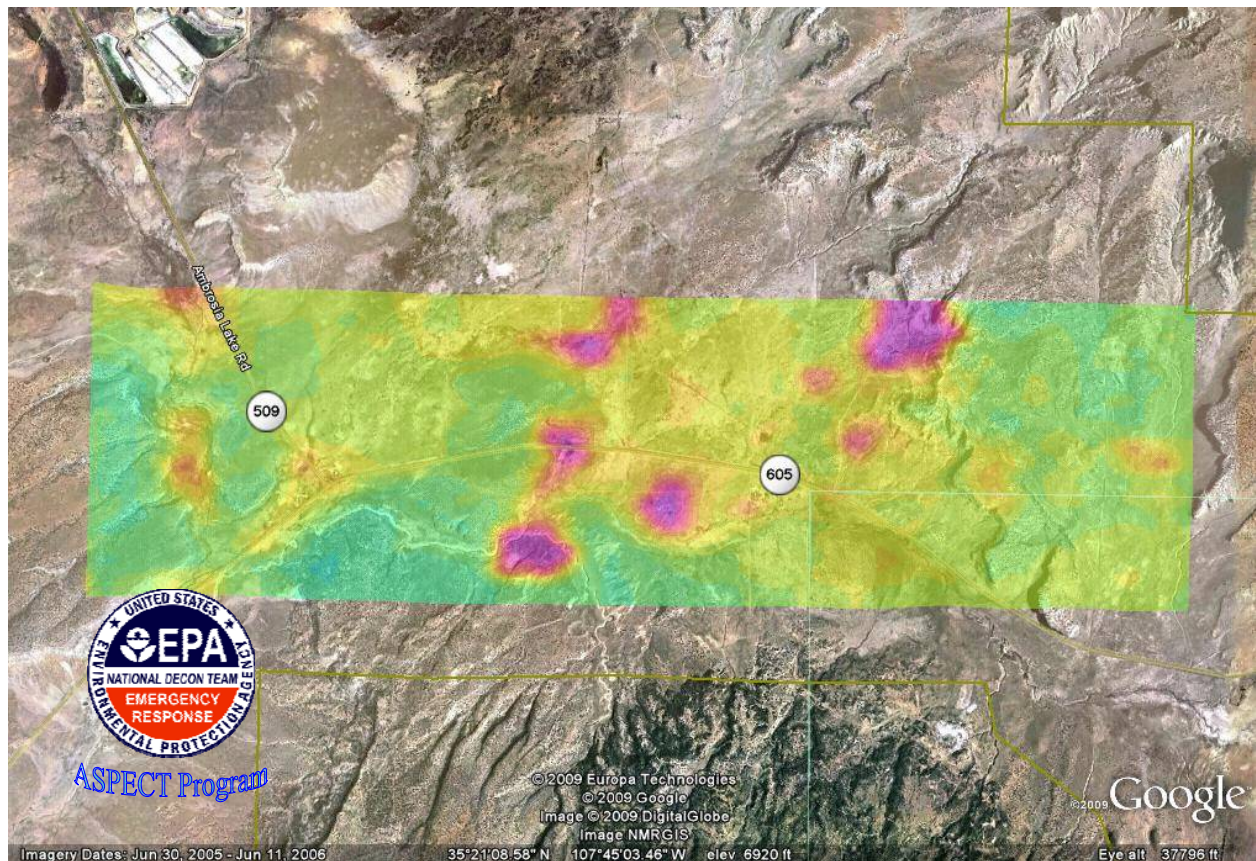 Ambrosia Lake Rd
509
605
UNITED STATES
ENVIRONMENTAL PROTECTION AGENCY
EPA
NATIONAL DECON TEAM
EMERGENCY
RESPONSE
ASPECT Program
© 2009 Europa Technologies
© 2009 Google
Image © 2009 DigitalGlobe
Image NMRGIS
©2009 Google
Imagery Dates: Jun 30, 2005 - Jun 11, 2006
35°21'08.58" N 107°45'03.46" W elev 6920 ft
Eye alt 37796 ft